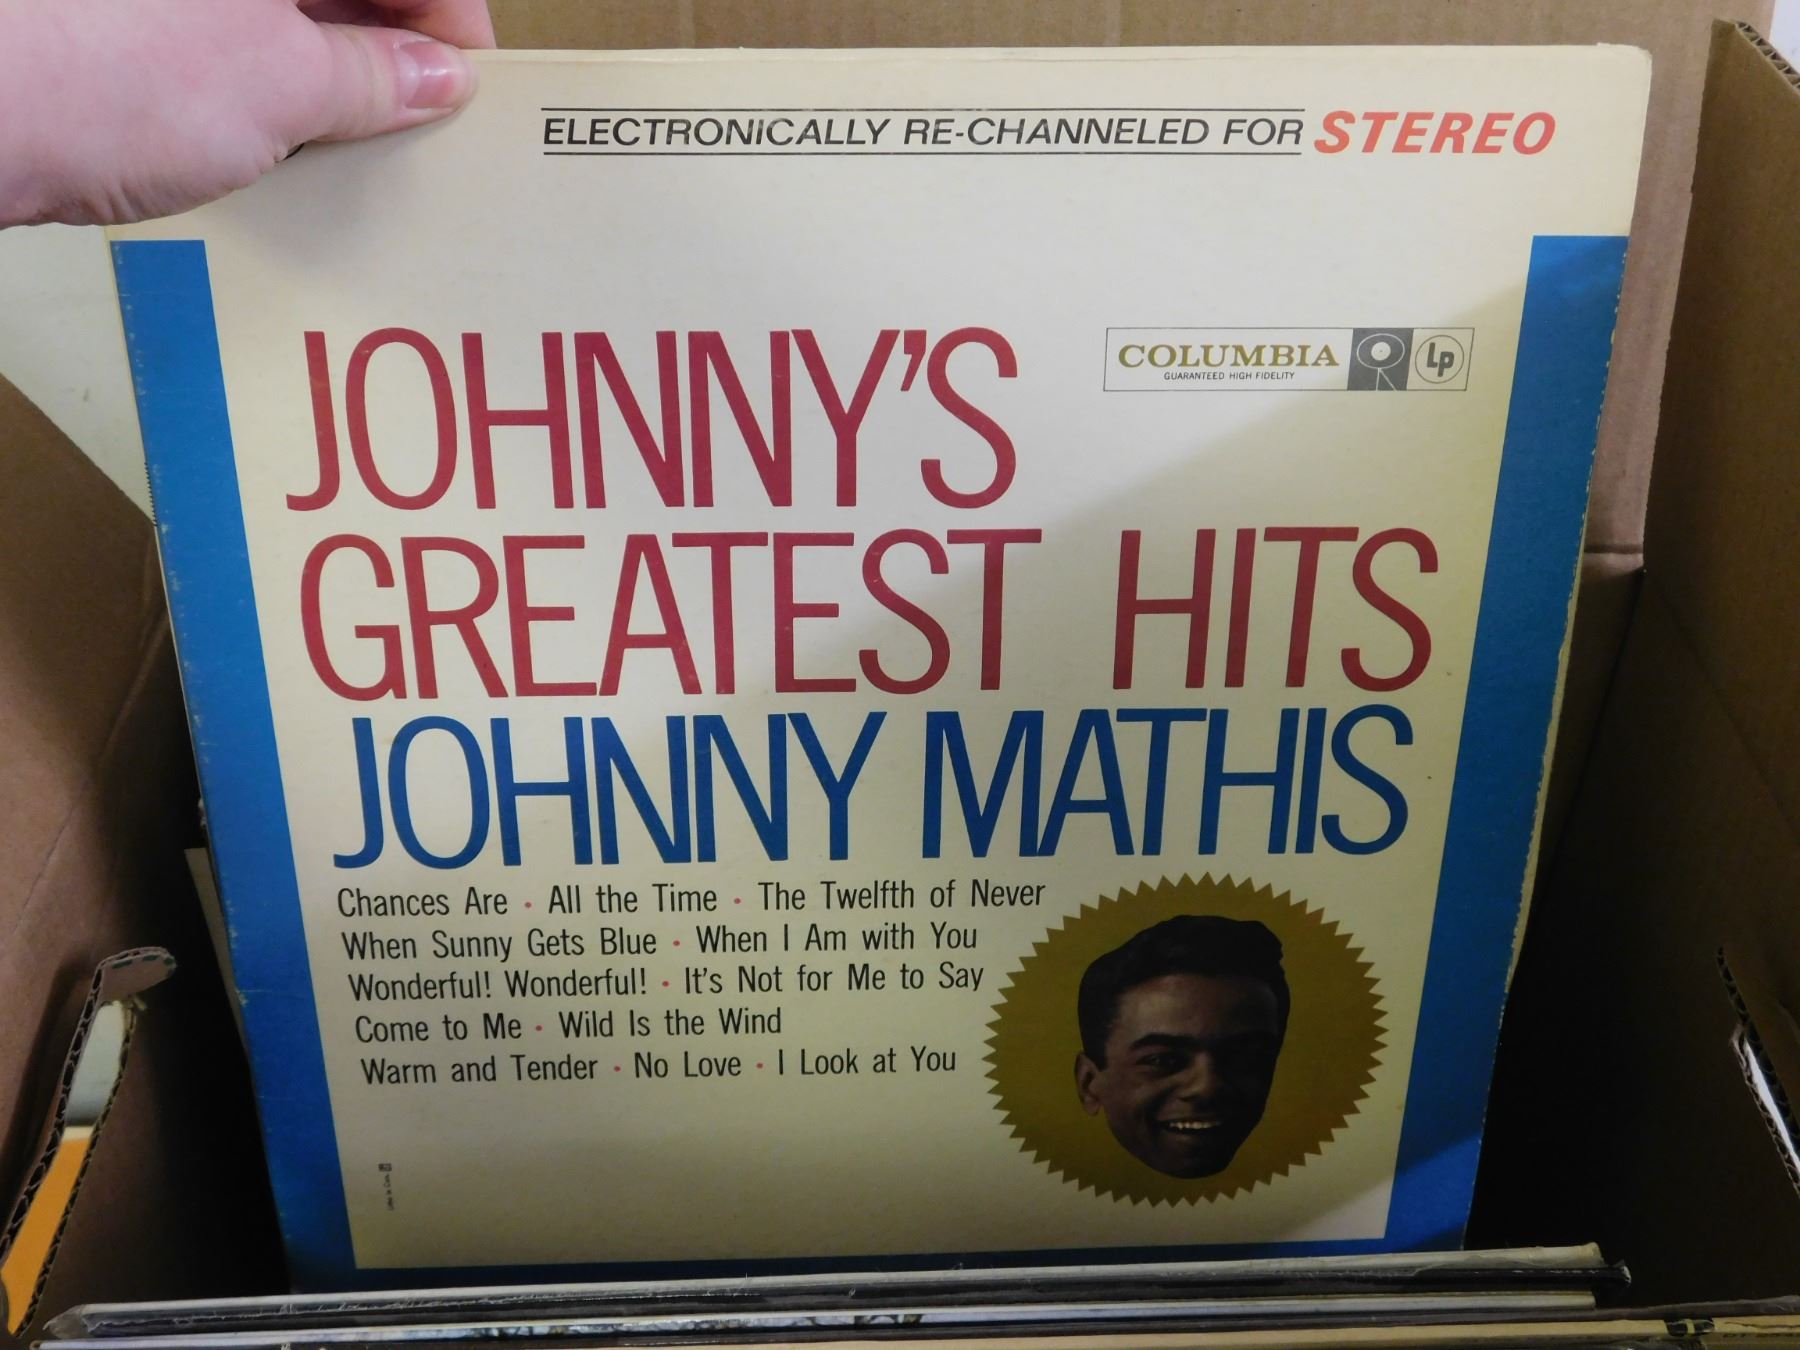 ELECTRONICALLY RE-CHANNELED FOR STEREO
COLUMBIA Lp
GUARANTEED HIGH FIDELITY
JOHNNY'S
GREATEST HITS
JOHNNY MATHIS
Chances Are • All the Time • The Twelfth of Never
When Sunny Gets Blue • When I Am with You
Wonderful! Wonderful! • It's Not for Me to Say
Come to Me • Wild Is the Wind
Warm and Tender • No Love • I Look at You